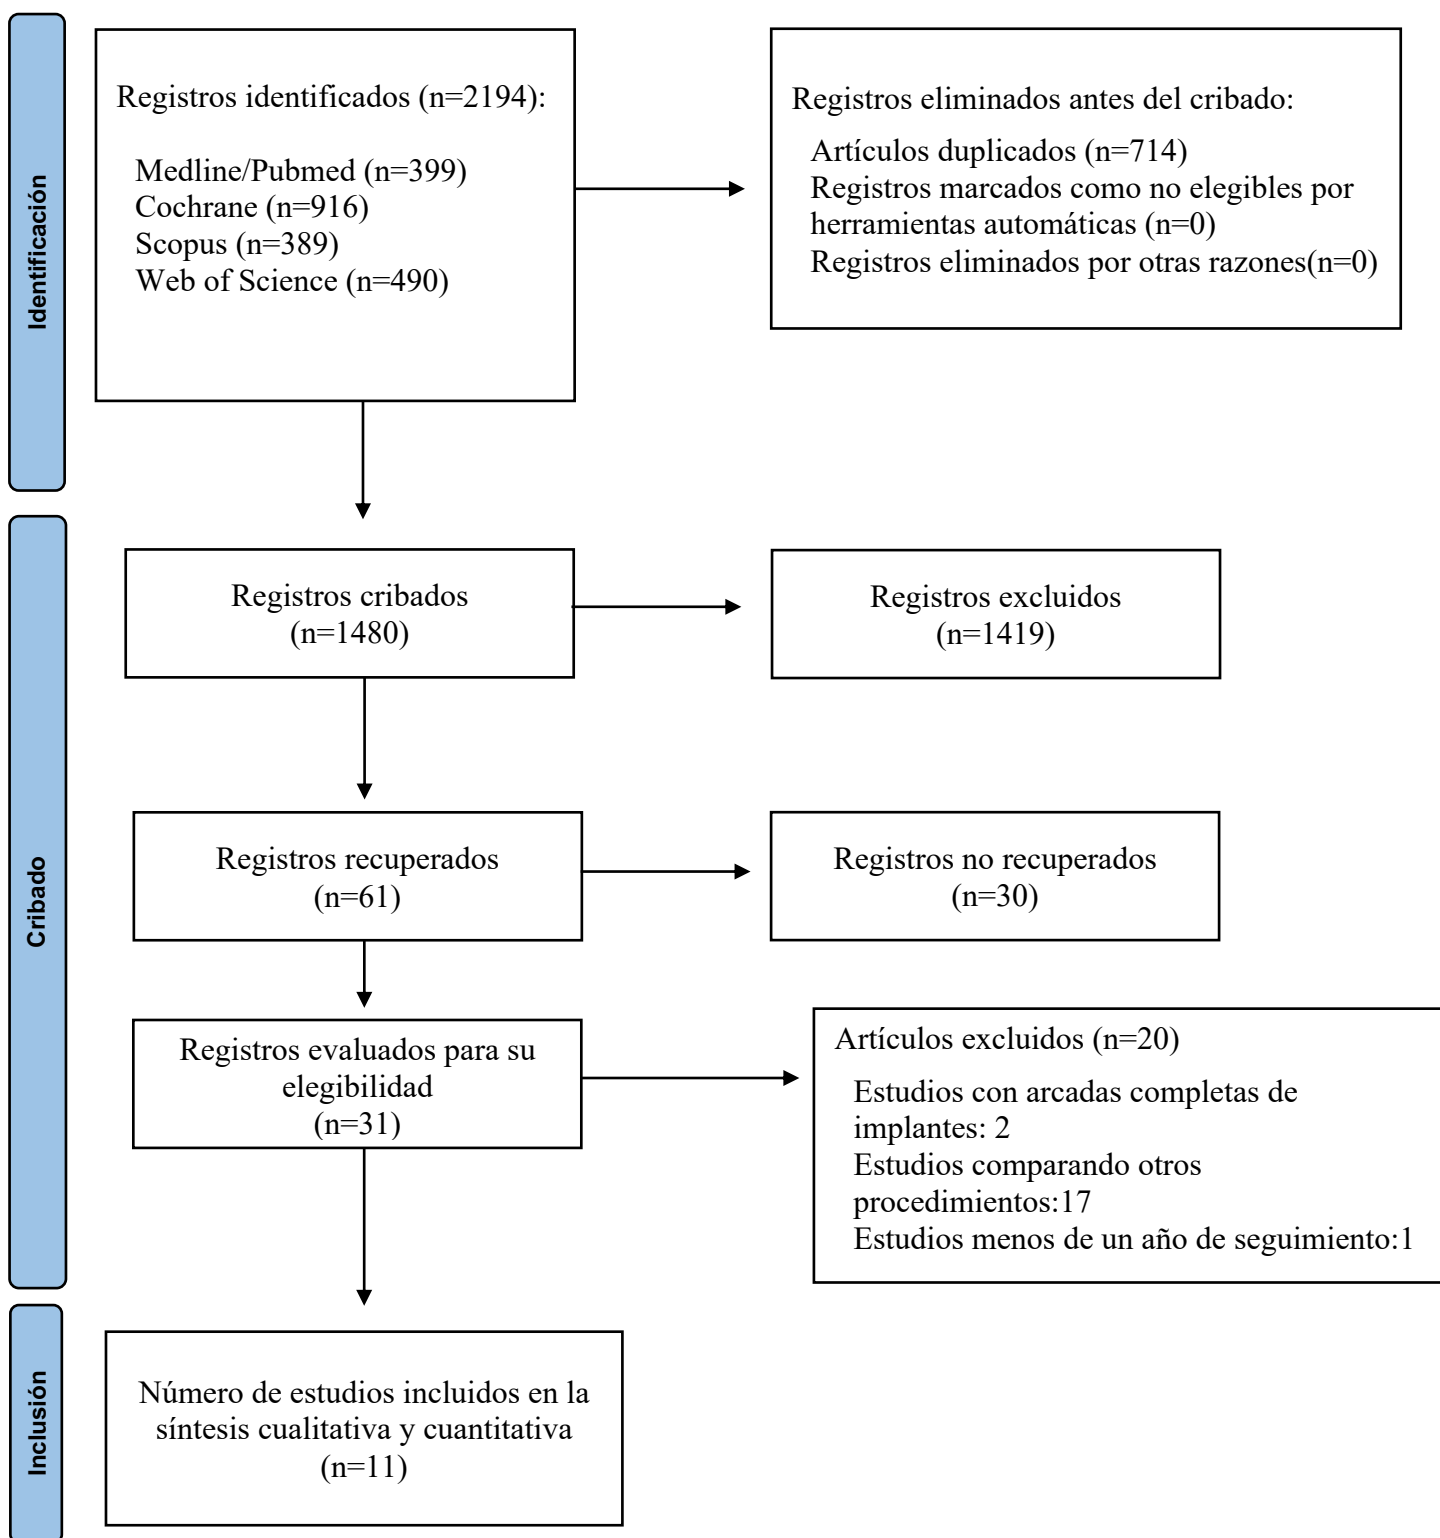 Identificación
Registros identificados (n=2194):
Medline/Pubmed (n=399)
Cochrane (n=916)
Scopus (n=389)
Web of Science (n=490)
Registros eliminados antes del cribado:
Artículos duplicados (n=714)
Registros marcados como no elegibles por
herramientas automáticas (n=0)
Registros eliminados por otras razones(n=0)
Cribado
Registros cribados
(n=1480)
Registros excluidos
(n=1419)
Registros recuperados
(n=61)
Registros no recuperados
(n=30)
Registros evaluados para su
elegibilidad
(n=31)
Artículos excluidos (n=20)
Estudios con arcadas completas de
implantes: 2
Estudios comparando otros
procedimientos:17
Estudios menos de un año de seguimiento:1
Inclusión
Número de estudios incluidos en la
síntesis cualitativa y cuantitativa
(n=11)